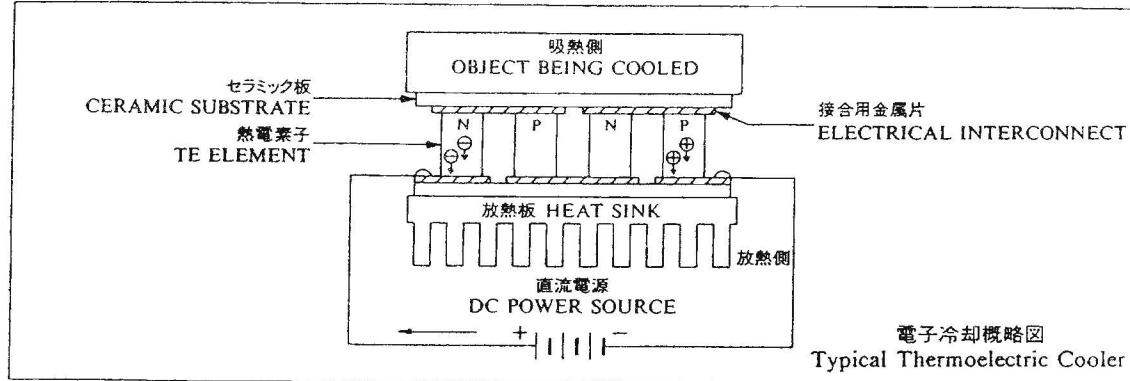 吸熱側
OBJECT BEING COOLED
セラミック板
CERAMIC SUBSTRATE
接合用金属片
ELECTRICAL INTERCONNECT
熱電素子
TE ELEMENT
N P N P
放熱板 HEAT SINK
放熱側
直流電源
DC POWER SOURCE
+ −
電子冷却概略図
Typical Thermoelectric Cooler